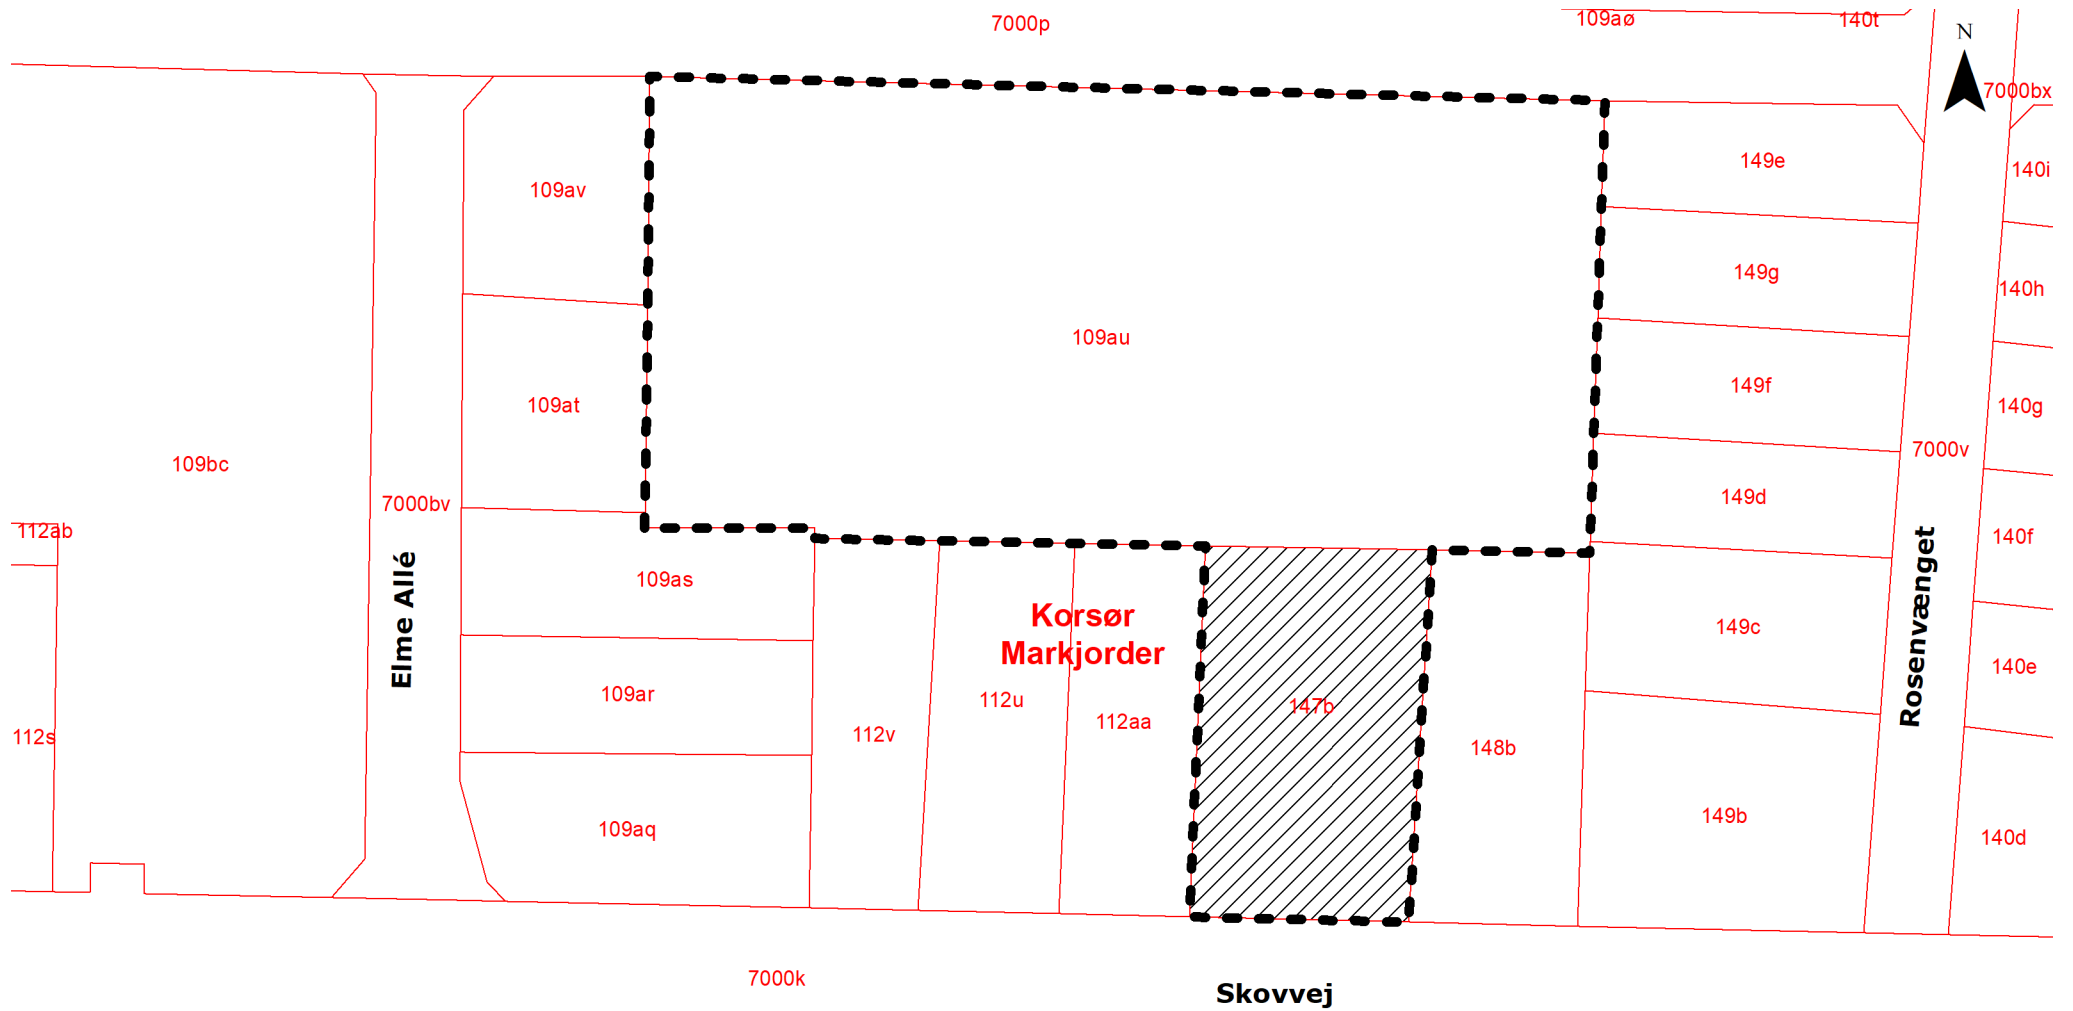 7000p
109aø
140t
N
7000bx
149e
140i
109av
149g
140h
109au
149f
109at
140g
7000v
109bc
149d
7000bv
112ab
140f
109as
Elme Allé
Korsør
Markjorder
Rosenvænget
149c
140e
109ar
112u
147b
112aa
112v
112s
148b
149b
109aq
140d
7000k
Skovvej